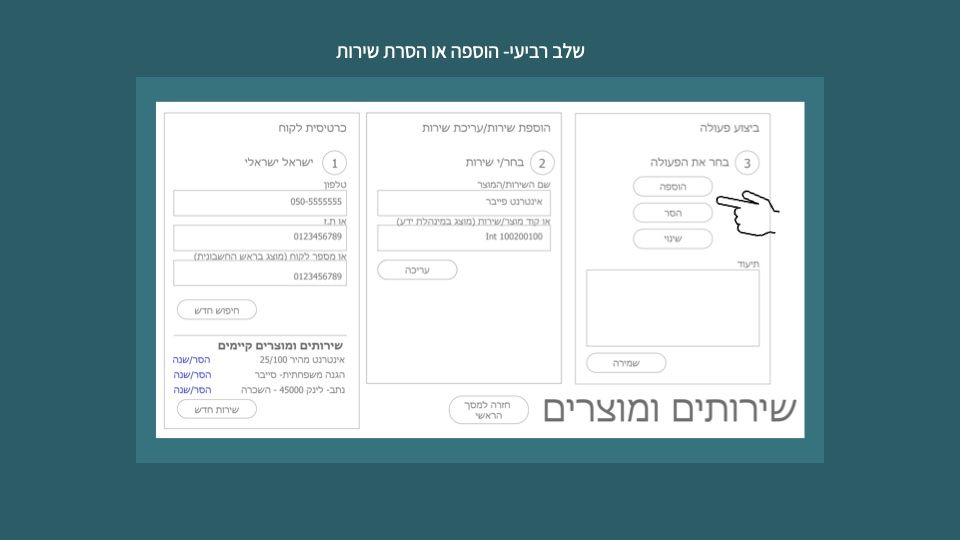 שלב רביעי- הוספה או הסרת שירות
ביצוע פעולה
3 בחר את הפעולה
הוספה
הסר
שינוי
תיעוד
שמירה
הוספת שירות/עריכת שירות
2 בחר/י שירות
שם השירות/המוצר
אינטרנט פייבר
או קוד מוצר/שירות (מוצג במינהלת ידע)
Int 100200100
עריכה
כרטיסית לקוח
1 ישראל ישראלי
טלפון
050-5555555
או ת.ז
0123456789
או מספר לקוח (מוצג בראש החשבונית)
0123456789
חיפוש חדש
שירותים ומוצרים קיימים
אינטרנט מהיר 25/100 הסר/שנה
הגנה משפחתית- סייבר הסר/שנה
נתב- לינק 45000 - השכרה הסר/שנה
שירות חדש
חזרה למסך
הראשי
שירותים ומוצרים